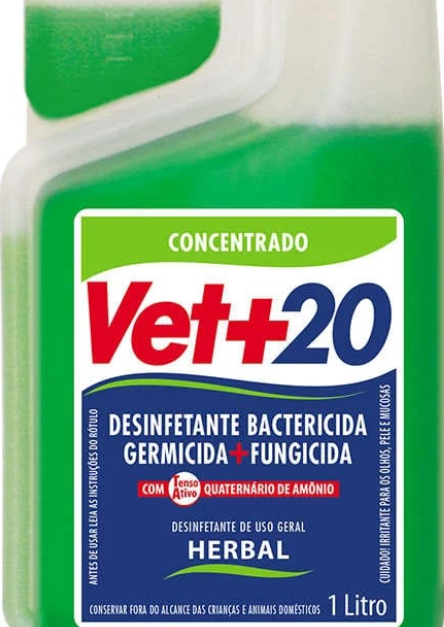 CONCENTRADO
Vet+20
DESINFETANTE BACTERICIDA
GERMICIDA+FUNGICIDA
COM Tenso Ativo QUATERNÁRIO DE AMÔNIO
DESINFETANTE DE USO GERAL
HERBAL
CONSERVAR FORA DO ALCANCE DAS CRIANÇAS E ANIMAIS DOMÉSTICOS 1 Litro
ANTES DE USAR LEIA AS INSTRUÇÕES DO RÓTULO
CUIDADO! IRRITANTE PARA OS OLHOS, PELE E MUCOSAS